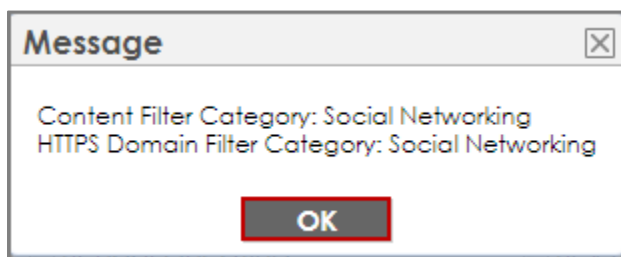 Message
Content Filter Category: Social Networking
HTTPS Domain Filter Category: Social Networking
OK